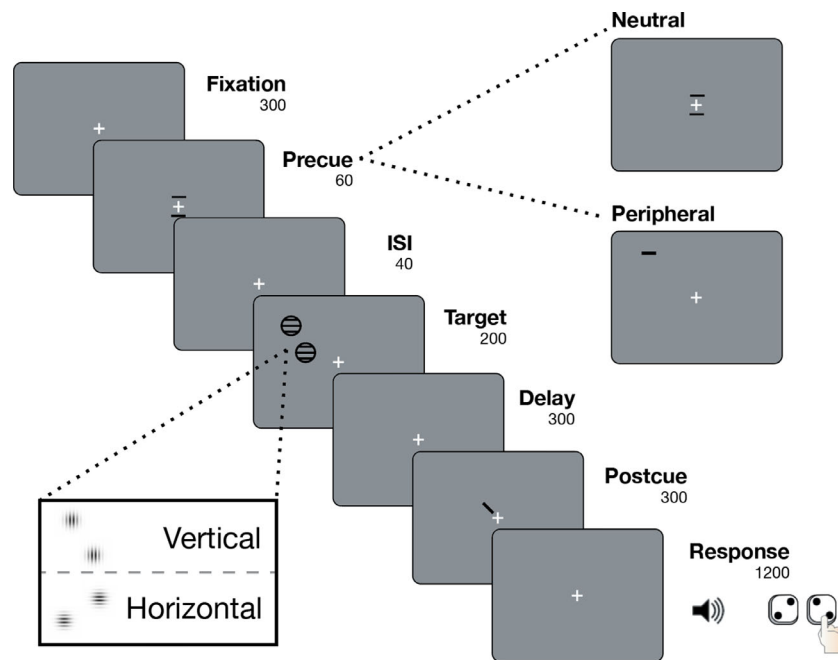 Neutral
Fixation
300
Precue
60
Peripheral
ISI
40
Target
200
Delay
300
Postcue
300
Vertical
Response
1200
Horizontal